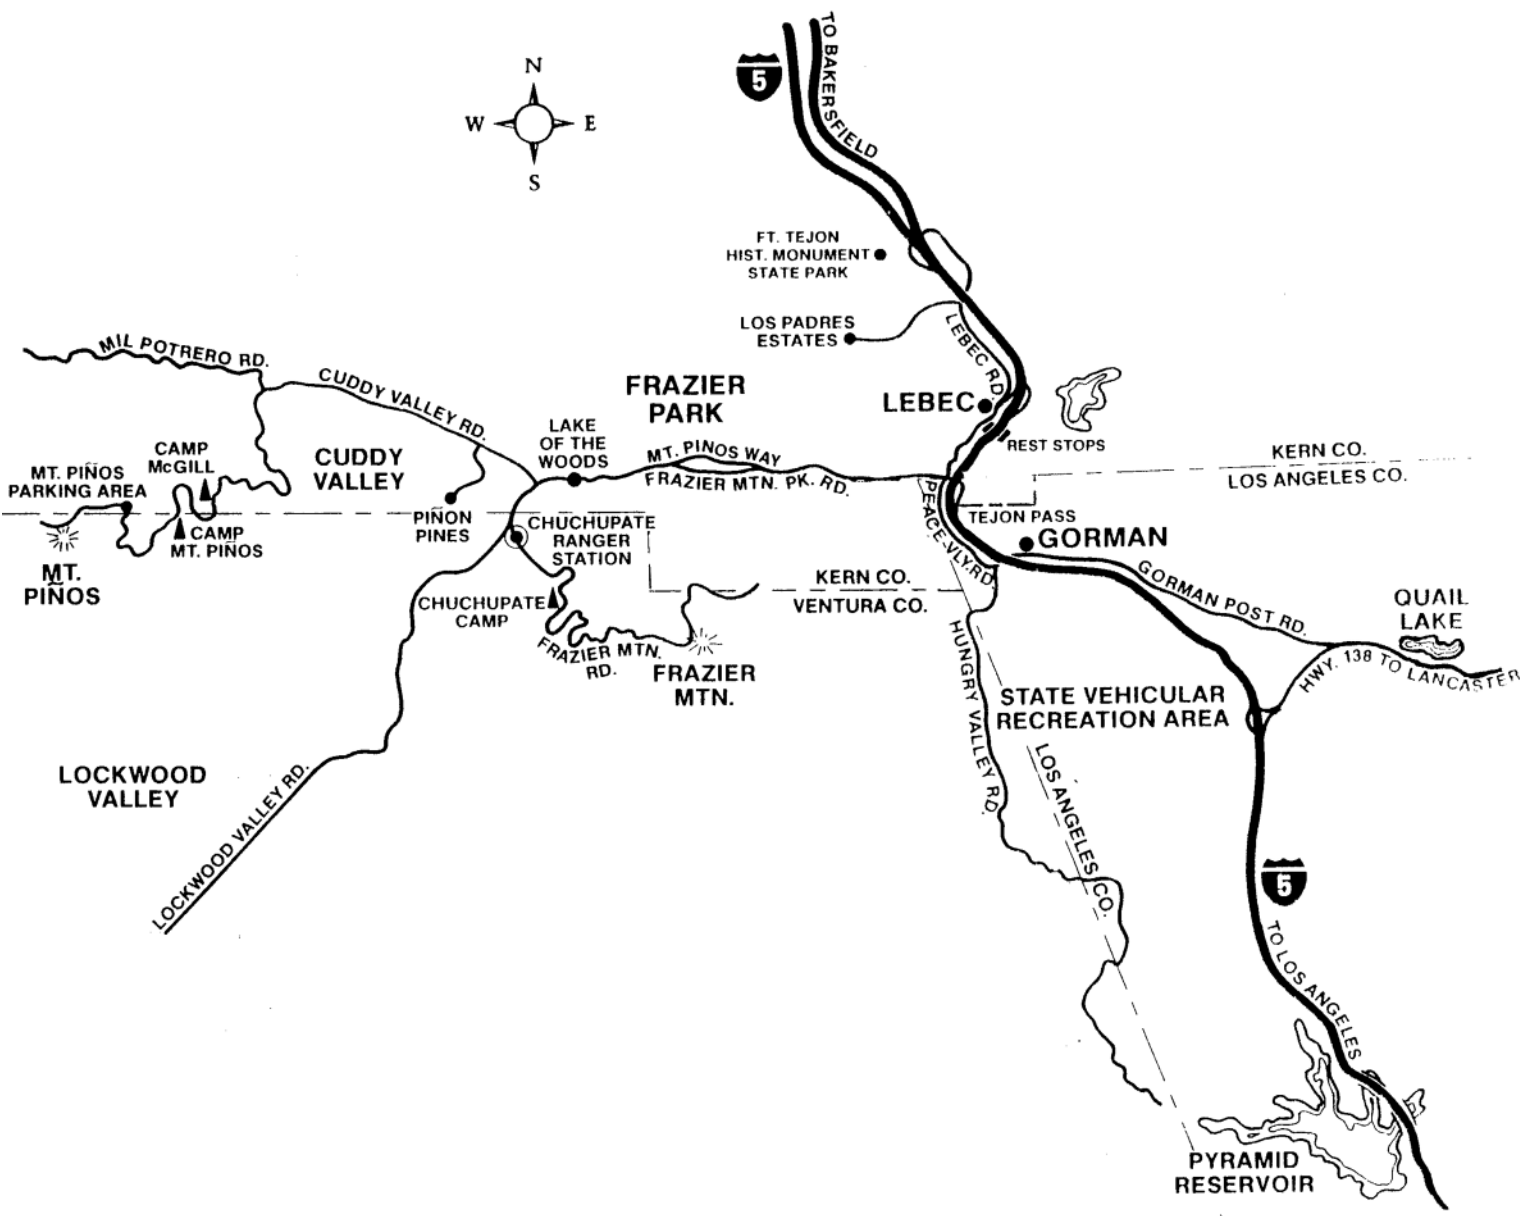 TO BAKERSFIELD
5
N
W E
S
FT. TEJON
HIST. MONUMENT
STATE PARK
LOS PADRES
ESTATES
LEBEC RD.
LEBEC
REST STOPS
MIL POTRERO RD.
CUDDY VALLEY RD.
FRAZIER
PARK
LAKE
OF THE
WOODS
MT. PINOS WAY
FRAZIER MTN. PK. RD.
KERN CO.
LOS ANGELES CO.
CAMP
McGILL
CUDDY
VALLEY
MT. PIÑOS
PARKING AREA
PIÑON
PINES
CAMP
MT. PIÑOS
MT.
PIÑOS
CHUCHUPATE
RANGER
STATION
PEACE VLY. RD.
TEJON PASS
GORMAN
GORMAN POST RD.
KERN CO.
VENTURA CO.
CHUCHUPATE
CAMP
FRAZIER MTN.
RD.
FRAZIER
MTN.
QUAIL
LAKE
HWY. 138 TO LANCASTER
HUNGRY VALLEY RD.
STATE VEHICULAR
RECREATION AREA
LOS ANGELES CO.
LOCKWOOD
VALLEY
LOCKWOOD VALLEY RD.
5
TO LOS ANGELES
PYRAMID
RESERVOIR